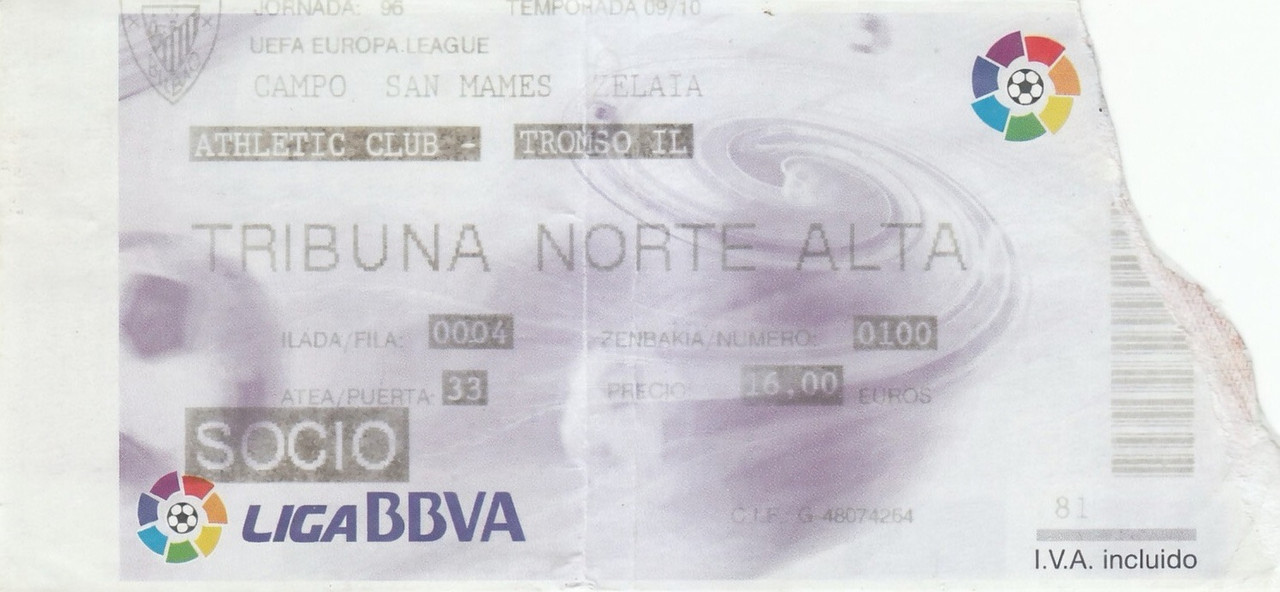 JORNADA: 96 TEMPORADA 09/10
UEFA EUROPA LEAGUE
CAMPO SAN MAMES ZELAIA
ATHLETIC CLUB - TROMSO IL
TRIBUNA NORTE ALTA
ILADA/FILA: 0004 ZENBAKIA/NUMERO: 0100
ATEA/PUERTA 33 PRECIO 16.00 EUROS
SOCIO
LIGA BBVA
C.I.F. G-48074264
81
I.V.A. incluido